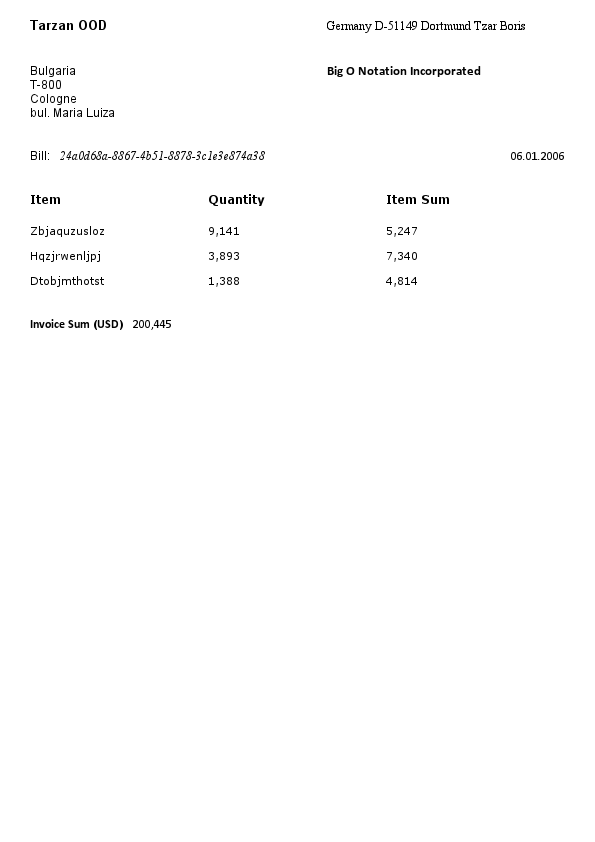 Tarzan OOD
Germany D-51149 Dortmund Tzar Boris
Bulgaria
T-800
Cologne
bul. Maria Luiza
Big O Notation Incorporated
Bill: 24a0d68a-8867-4b51-8878-3c1e3e874a38
06.01.2006
Item Quantity Item Sum
Zbjaquzusloz 9,141 5,247
Hqzjrwenljpj 3,893 7,340
Dtobjmthotst 1,388 4,814
Invoice Sum (USD) 200,445